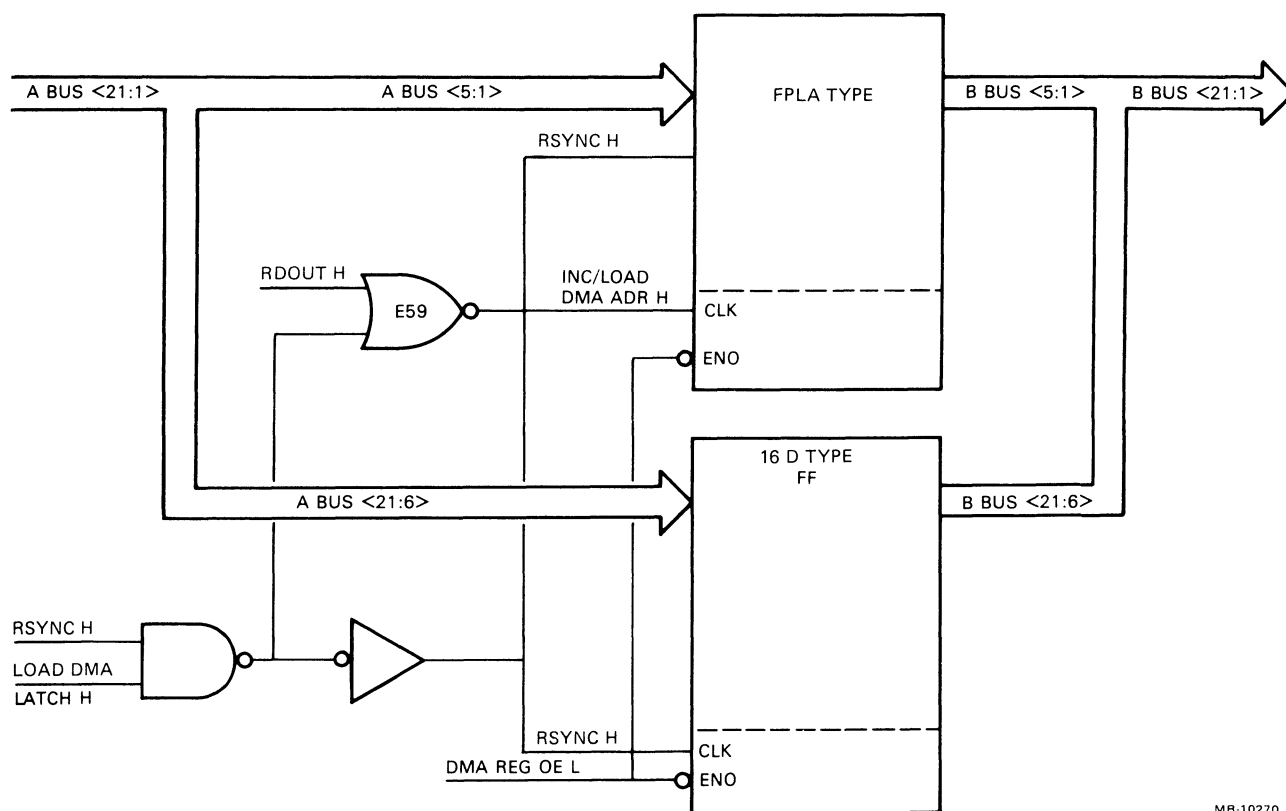 A BUS <21:1>
A BUS <5:1>
FPLA TYPE
B BUS <5:1>
B BUS <21:1>
RSYNC H
RDOUT H
E59
INC/LOAD
DMA ADR H
CLK
ENO
16 D TYPE
FF
A BUS <21:6>
B BUS <21:6>
RSYNC H
LOAD DMA
LATCH H
RSYNC H
CLK
DMA REG OE L
ENO
MR-10270